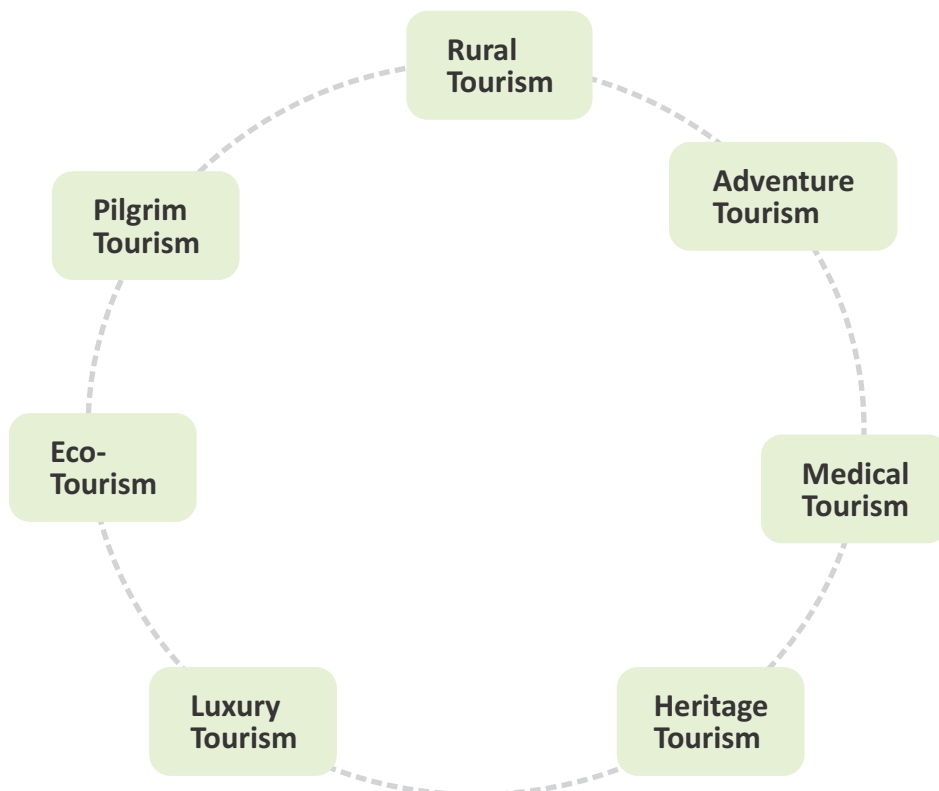 Rural
Tourism
Adventure
Tourism
Medical
Tourism
Heritage
Tourism
Luxury
Tourism
Eco-
Tourism
Pilgrim
Tourism